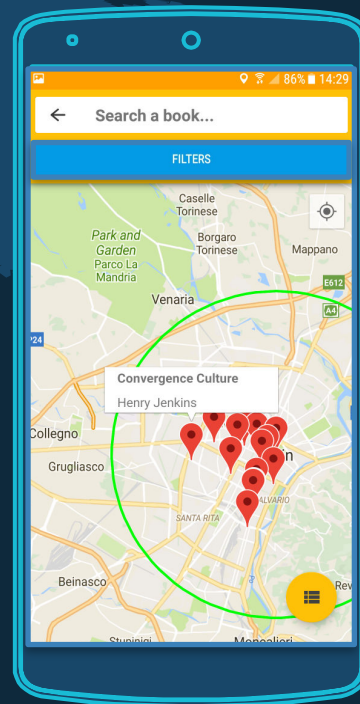 86% 14:29
Search a book...
FILTERS
Caselle
Torinese
Park and
Garden
Parco La
Mandria
Borgaro
Torinese
Mappano
E612
A4
Venaria
Convergence Culture
Henry Jenkins
Collegno
Grugliasco
SANTA RITA
Beinasco